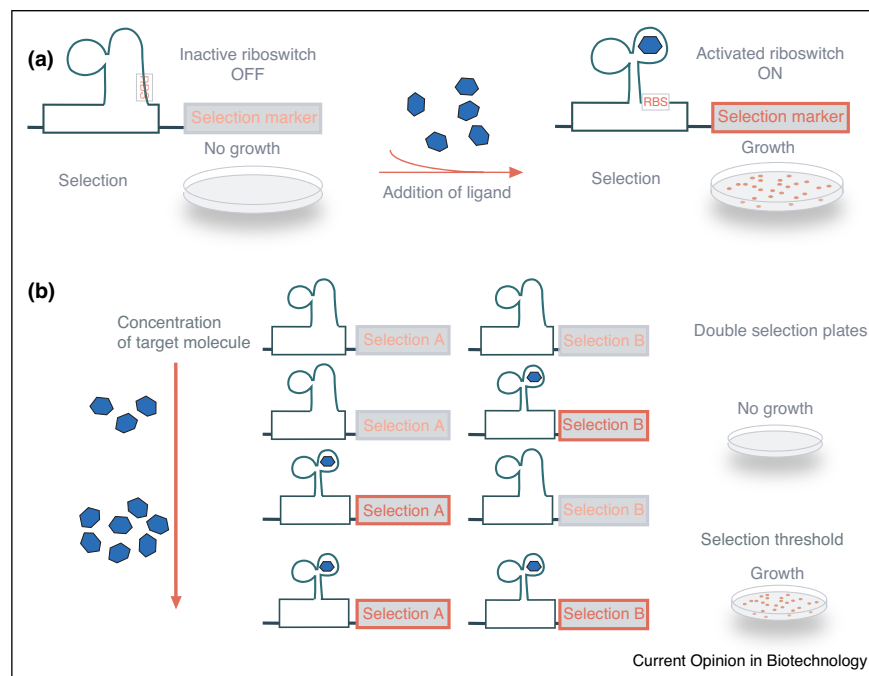 (a)
Inactive riboswitch
OFF
RBS
Selection marker
No growth
Selection
Addition of ligand
Activated riboswitch
ON
RBS
Selection marker
Growth
Selection
(b)
Concentration
of target molecule
Selection A
Selection B
Double selection plates
Selection A
Selection B
No growth
Selection A
Selection B
Selection threshold
Growth
Selection A
Selection B
Current Opinion in Biotechnology